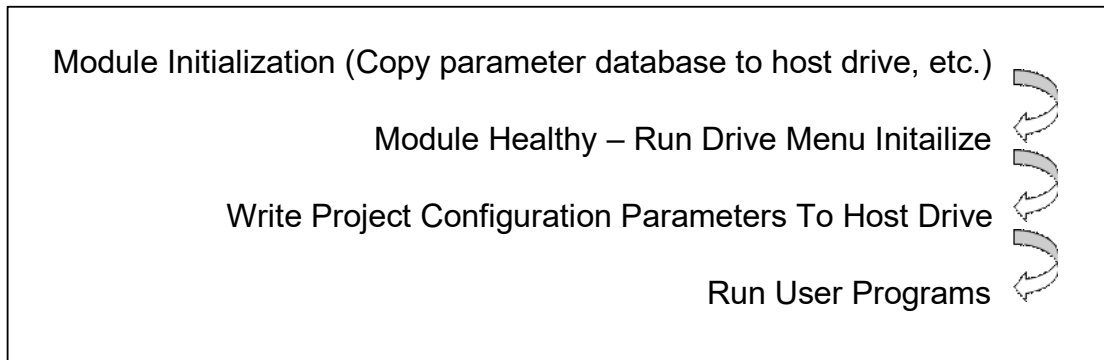 Module Initialization (Copy parameter database to host drive, etc.)
Module Healthy – Run Drive Menu Initailize
Write Project Configuration Parameters To Host Drive
Run User Programs